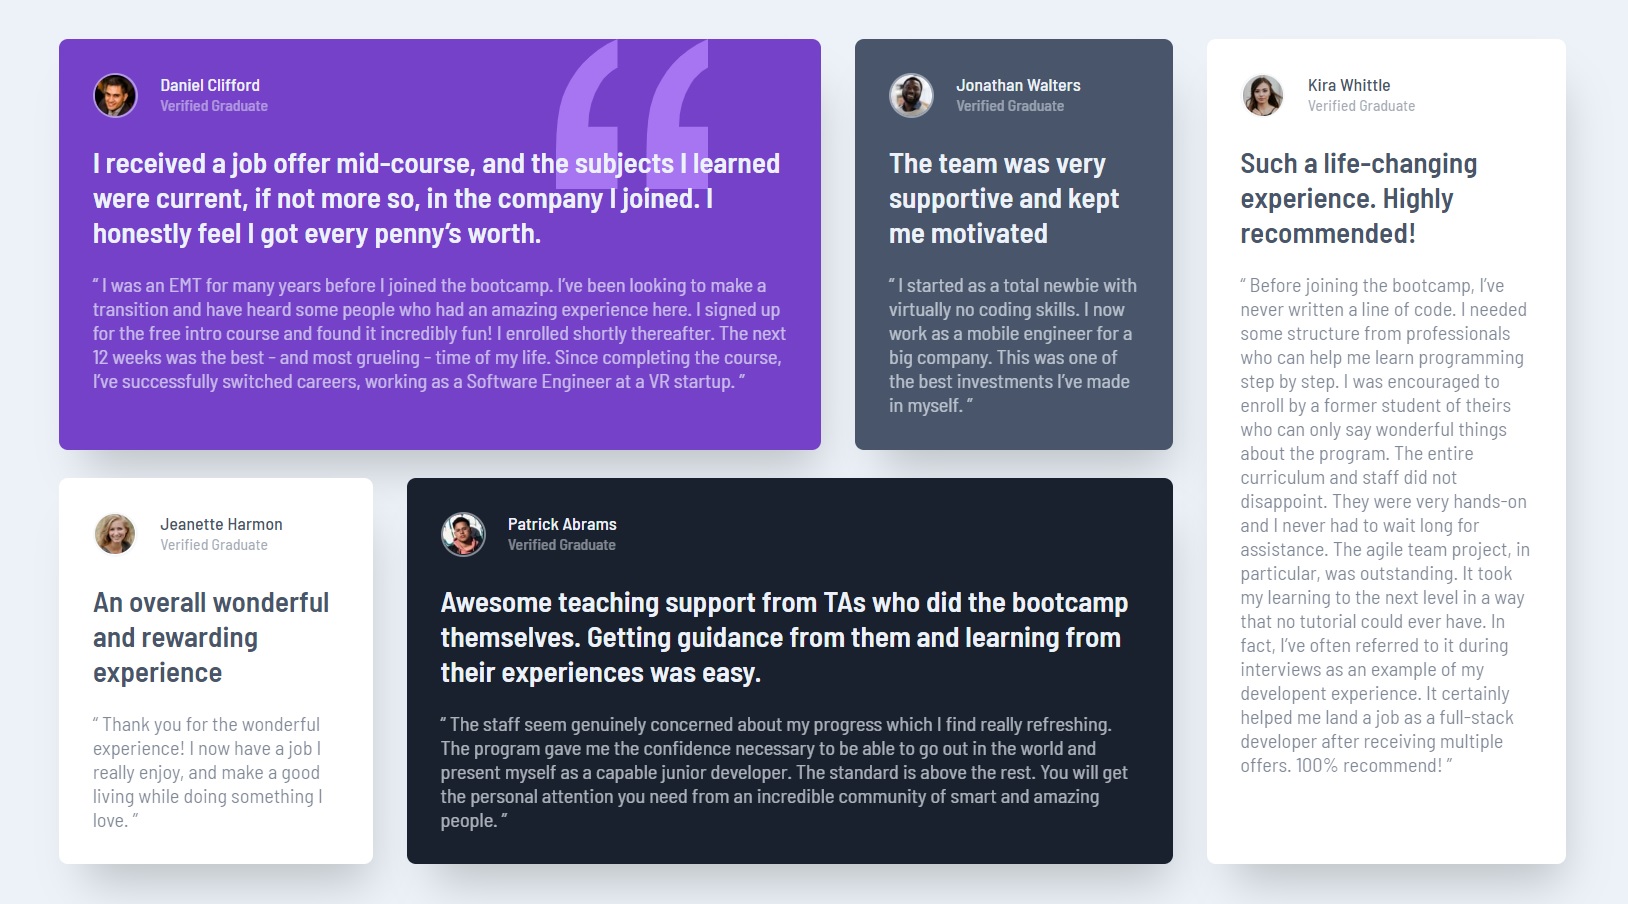 Daniel Clifford
Verified Graduate
I received a job offer mid-course, and the subjects I learned
were current, if not more so, in the company I joined. I
honestly feel I got every penny’s worth.
“ I was an EMT for many years before I joined the bootcamp. I’ve been looking to make a
transition and have heard some people who had an amazing experience here. I signed up
for the free intro course and found it incredibly fun! I enrolled shortly thereafter. The next
12 weeks was the best - and most grueling - time of my life. Since completing the course,
I’ve successfully switched careers, working as a Software Engineer at a VR startup. ”
Jonathan Walters
Verified Graduate
The team was very
supportive and kept
me motivated
“ I started as a total newbie with
virtually no coding skills. I now
work as a mobile engineer for a
big company. This was one of
the best investments I’ve made
in myself. ”
Kira Whittle
Verified Graduate
Such a life-changing
experience. Highly
recommended!
“ Before joining the bootcamp, I’ve
never written a line of code. I needed
some structure from professionals
who can help me learn programming
step by step. I was encouraged to
enroll by a former student of theirs
who can only say wonderful things
about the program. The entire
curriculum and staff did not
disappoint. They were very hands-on
and I never had to wait long for
assistance. The agile team project, in
particular, was outstanding. It took
my learning to the next level in a way
that no tutorial could ever have. In
fact, I’ve often referred to it during
interviews as an example of my
developent experience. It certainly
helped me land a job as a full-stack
developer after receiving multiple
offers. 100% recommend! ”
Jeanette Harmon
Verified Graduate
An overall wonderful
and rewarding
experience
“ Thank you for the wonderful
experience! I now have a job I
really enjoy, and make a good
living while doing something I
love. ”
Patrick Abrams
Verified Graduate
Awesome teaching support from TAs who did the bootcamp
themselves. Getting guidance from them and learning from
their experiences was easy.
“ The staff seem genuinely concerned about my progress which I find really refreshing.
The program gave me the confidence necessary to be able to go out in the world and
present myself as a capable junior developer. The standard is above the rest. You will get
the personal attention you need from an incredible community of smart and amazing
people. ”